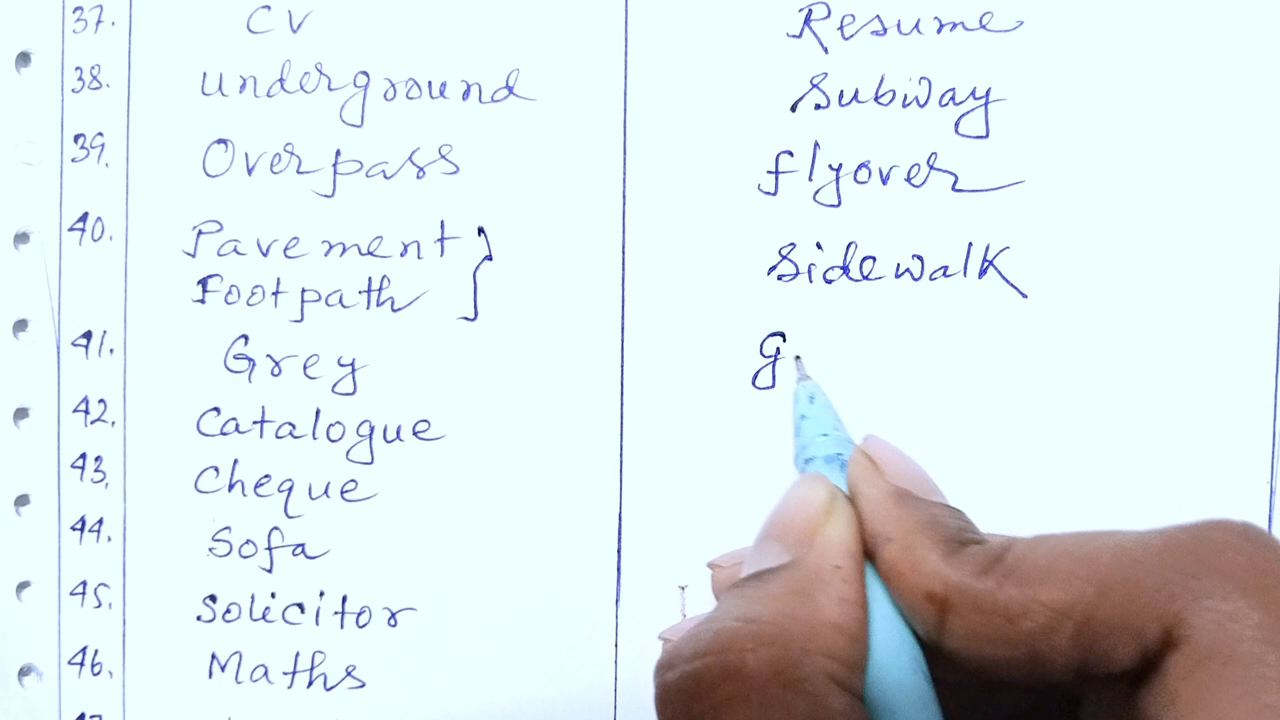 37. CV Resume
38. Underground Subway
39. Overpass flyover
40. Pavement Sidewalk
Footpath
41. Grey g
42. Catalogue
43. Cheque
44. Sofa
45. Solicitor
46. Maths